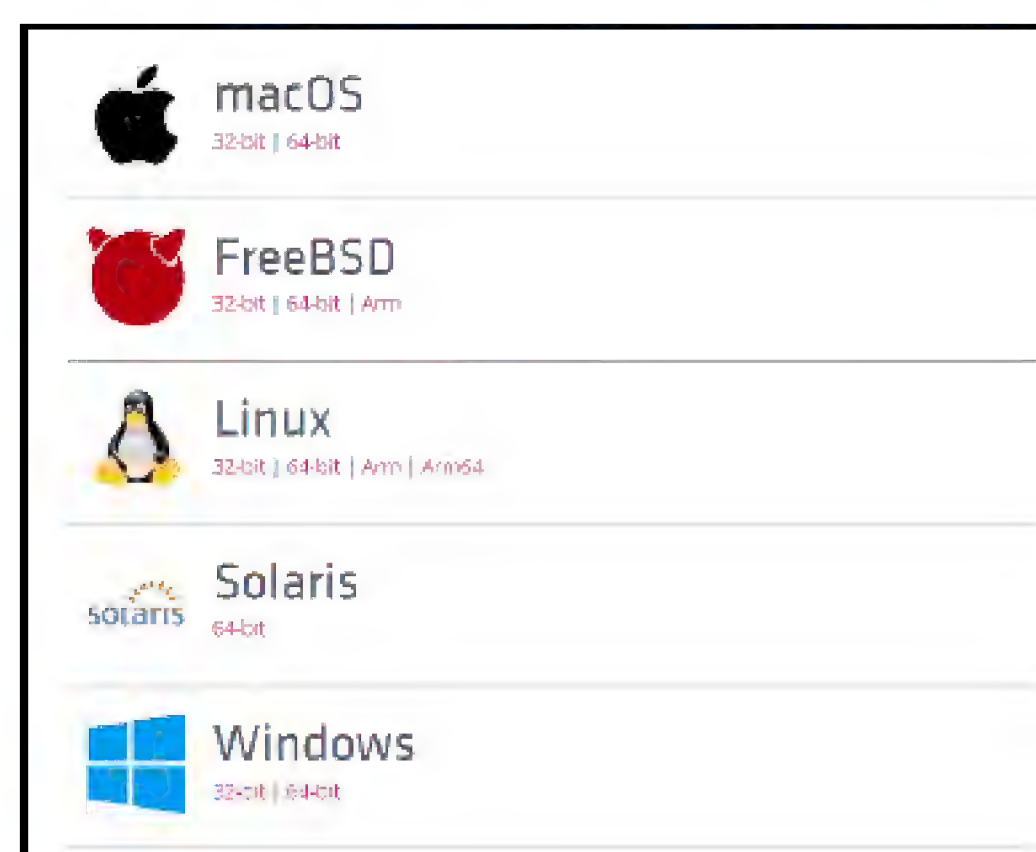 macOS
32-bit | 64-bit
FreeBSD
32-bit | 64-bit | Arm
Linux
32-bit | 64-bit | Arm | Arm64
solaris
Solaris
64-bit
Windows
32-bit | 64-bit